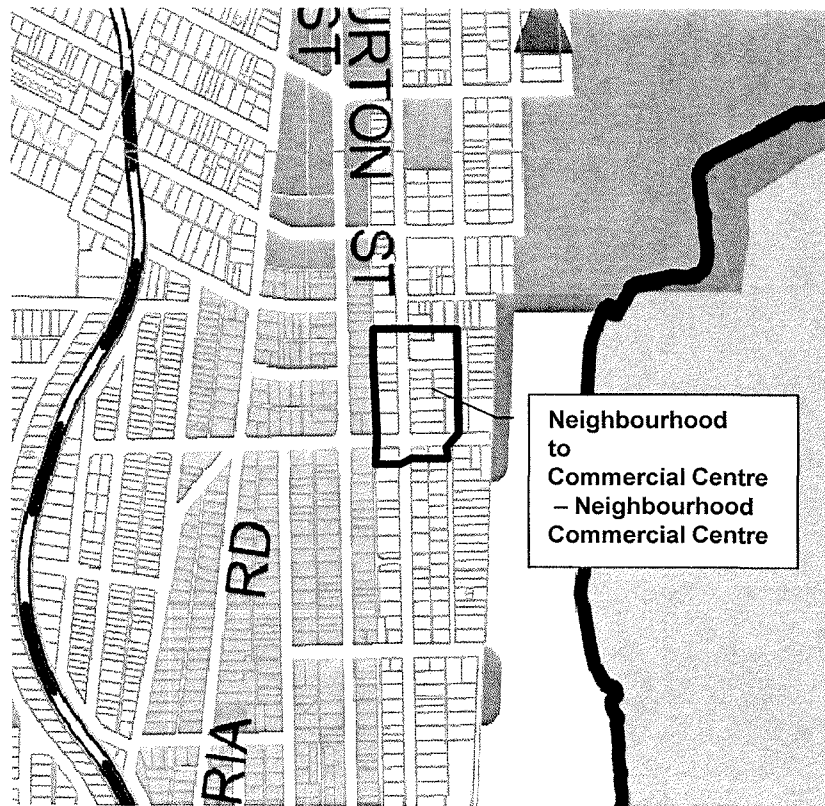 ST
URTON ST
Neighbourhood
to
Commercial Centre
– Neighbourhood
Commercial Centre
RD
RIA